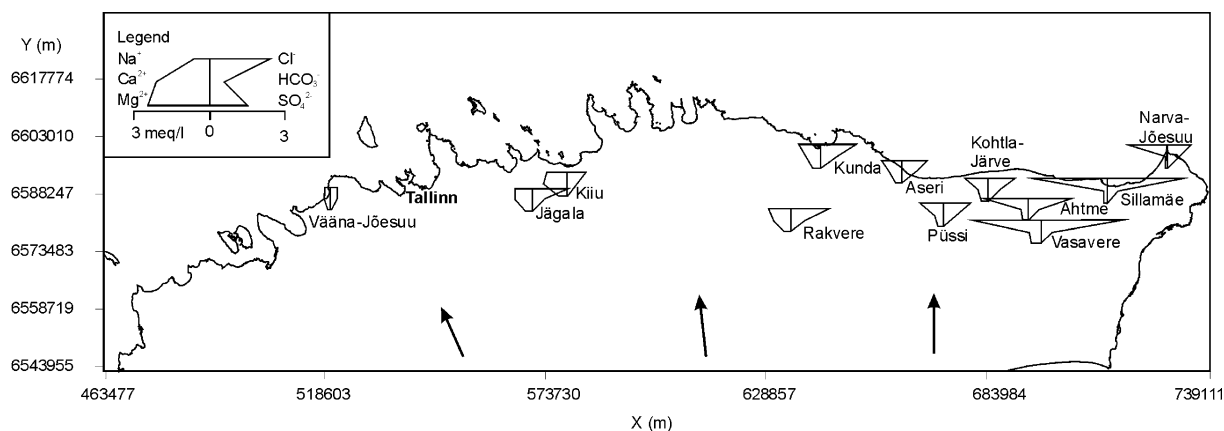 Y (m)
Legend
Na⁺ Cl⁻
Ca²⁺ HCO₃⁻
Mg²⁺ SO₄²⁻
3 meq/l 0 3
6617774
6603010
6588247
6573483
6558719
6543955
Narva-
Jõesuu
Kohtla-
Järve
Kunda
Aseri
Tallinn
Kiiu
Jägala
Vääna-Jõesuu
Sillamäe
Ahtme
Rakvere
Püssi
Vasavere
463477 518603 573730 628857 683984 739111
X (m)